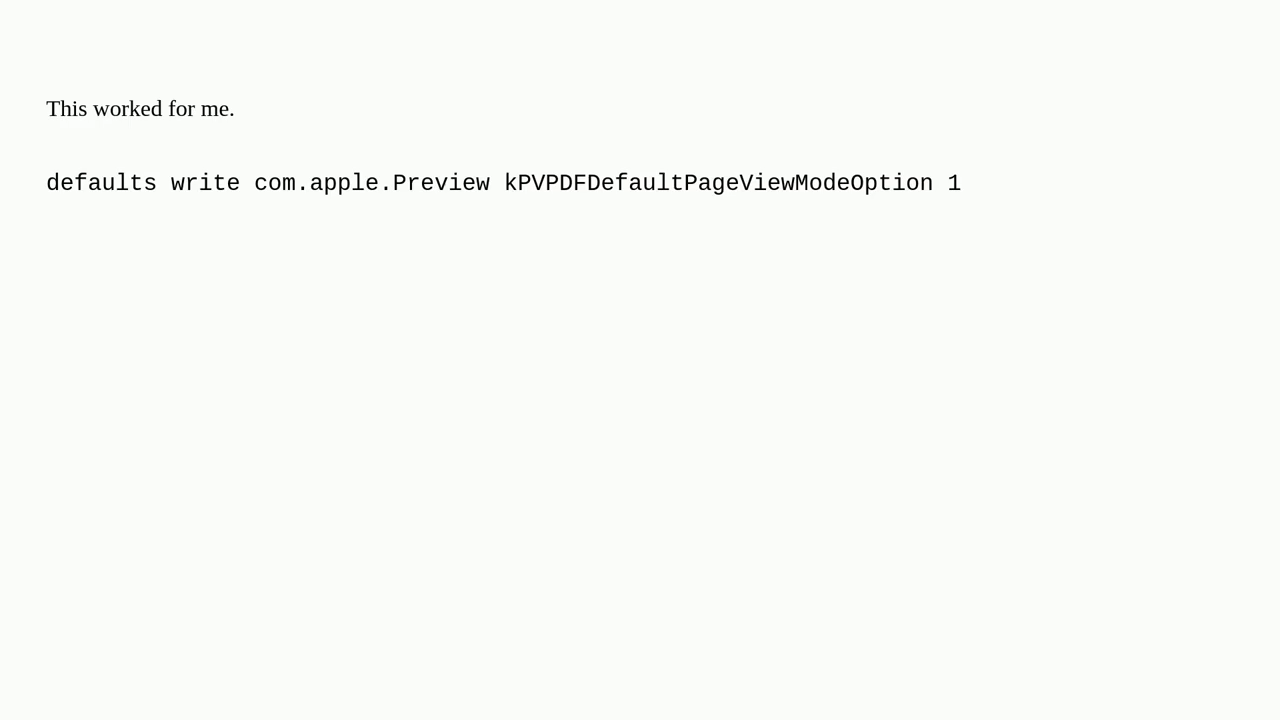 This worked for me.
defaults write com.apple.Preview kPVPDFDefaultPageViewModeOption 1